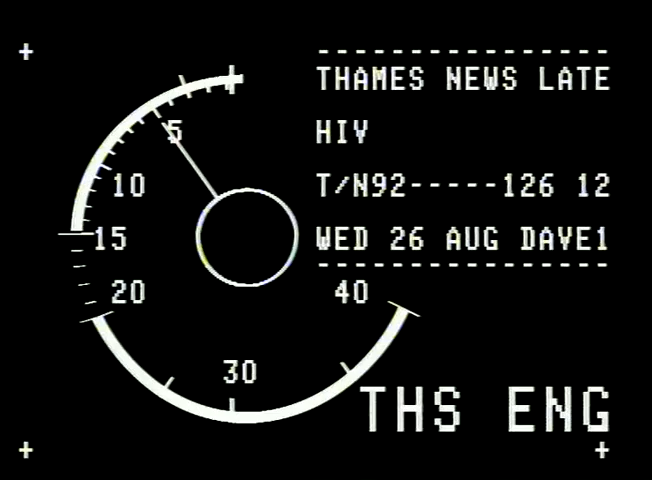 ----------------
THAMES NEWS LATE
HIV
T/N92-----126 12
WED 26 AUG DAVE1
----------------
5
10
15
20
30
40
THS ENG